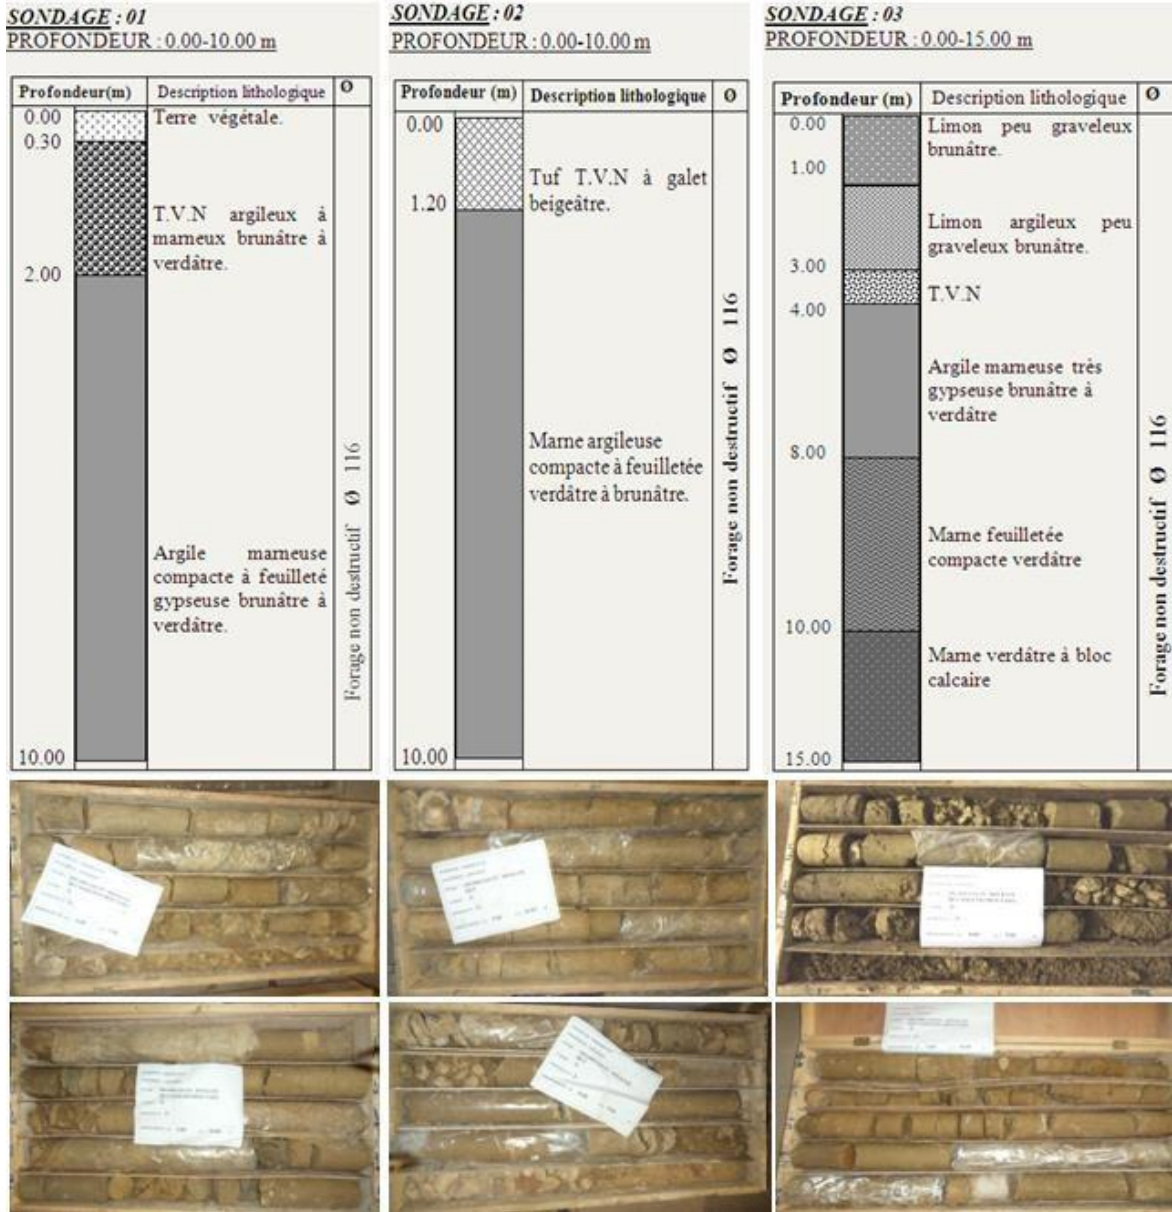 SONDAGE : 01
PROFONDEUR : 0.00-10.00 m
Profondeur(m)
Description lithologique
Ø
0.00
Terre végétale.
0.30
T.V.N argileux à
marneux brunâtre à
verdâtre.
2.00
Argile marneuse
compacte à feuilleté
gypseuse brunâtre à
verdâtre.
10.00
Forage non destructif Ø 116
SONDAGE : 02
PROFONDEUR : 0.00-10.00 m
Profondeur (m)
Description lithologique
Ø
0.00
Tuf T.V.N à galet
beigeâtre.
1.20
Marne argileuse
compacte à feuilletée
verdâtre à brunâtre.
10.00
Forage non destructif Ø 116
SONDAGE : 03
PROFONDEUR : 0.00-15.00 m
Profondeur (m)
Description lithologique
Ø
0.00
Limon peu graveleux
brunâtre.
1.00
Limon argileux peu
graveleux brunâtre.
3.00
T.V.N
4.00
Argile marneuse très
gypseuse brunâtre à
verdâtre
8.00
Marne feuilletée
compacte verdâtre
10.00
Marne verdâtre à bloc
calcaire
15.00
Forage non destructif Ø 116